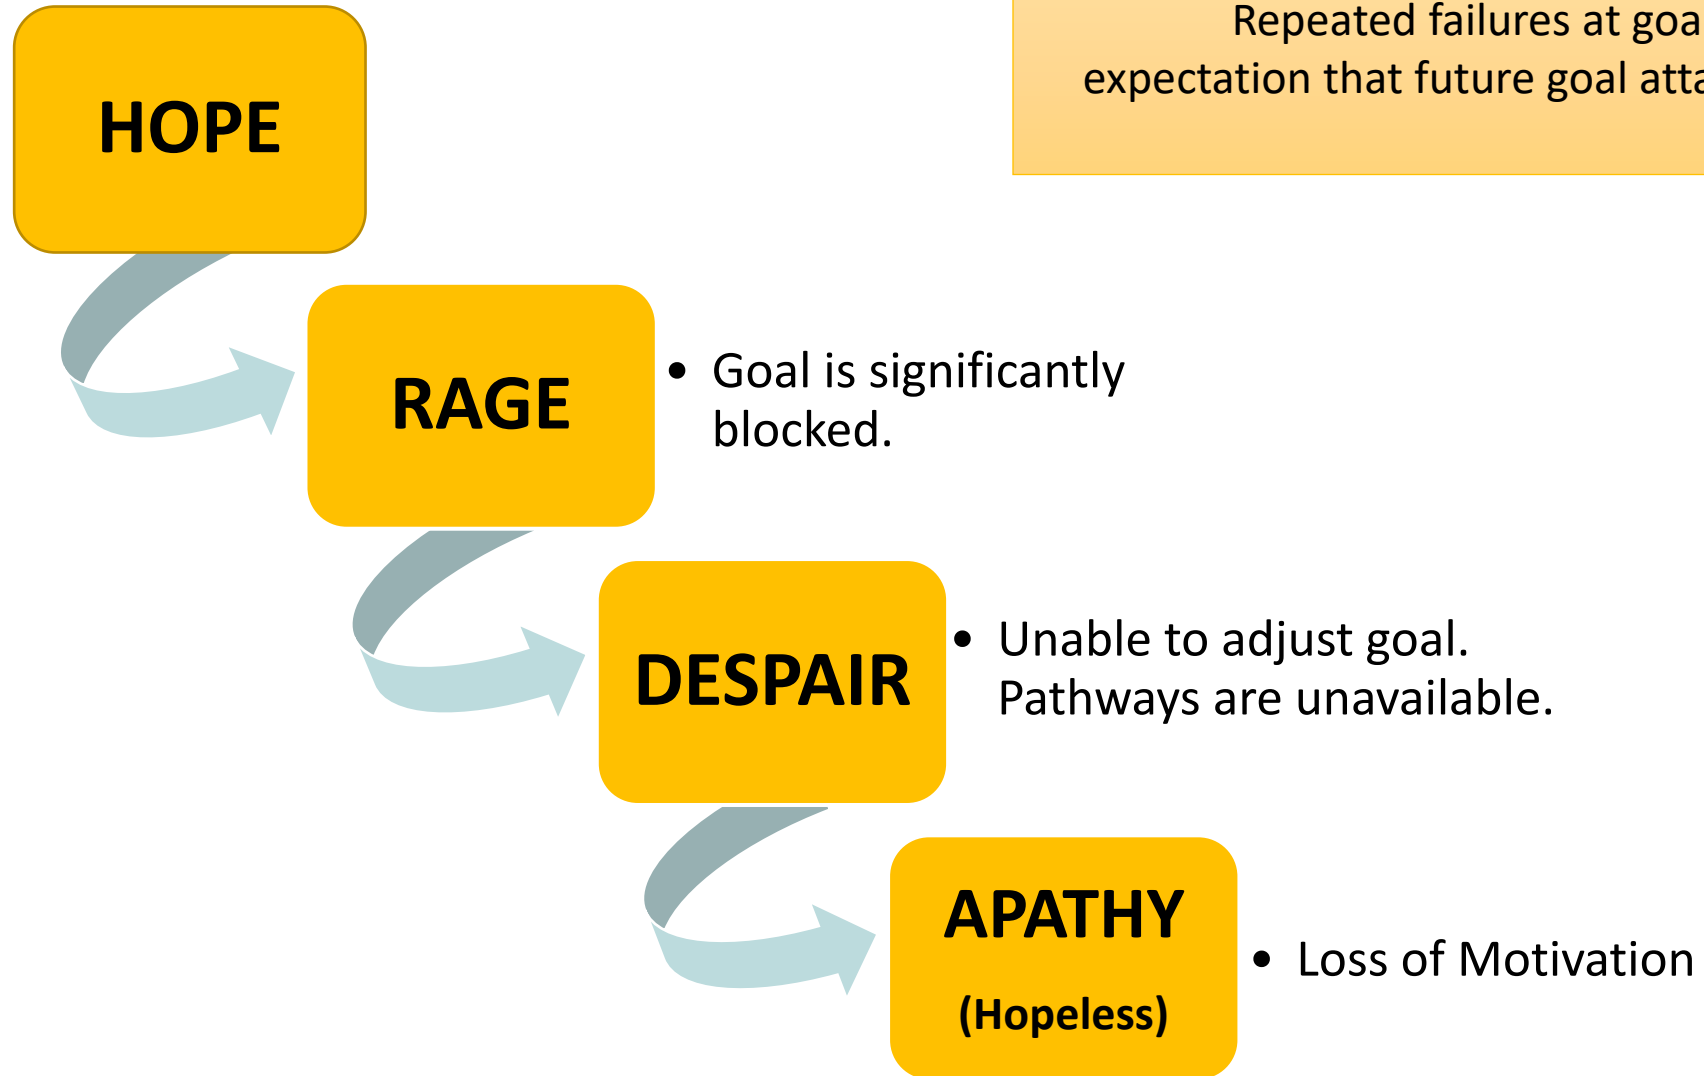 Repeated failures at goa
expectation that future goal atta
HOPE
RAGE
• Goal is significantly
blocked.
DESPAIR
• Unable to adjust goal.
Pathways are unavailable.
APATHY
(Hopeless)
• Loss of Motivation